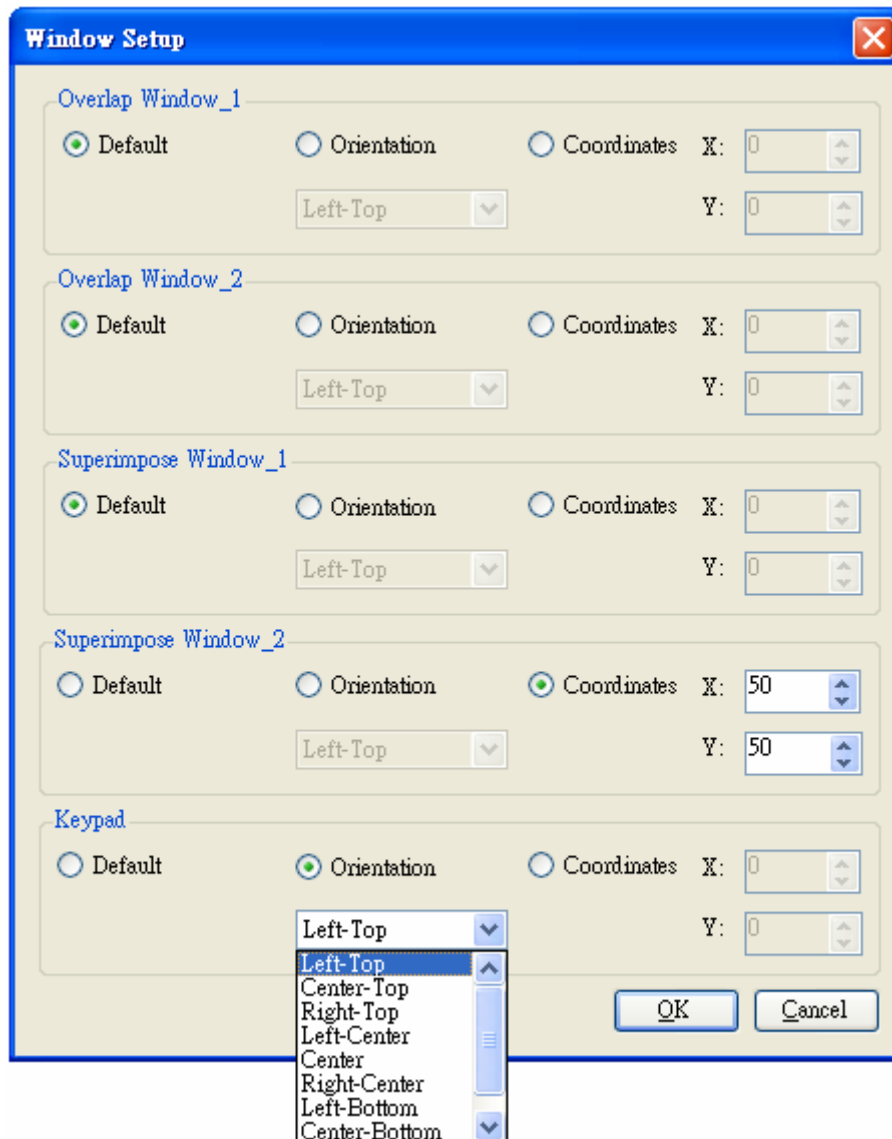 Window Setup
Overlap Window_1
Default Orientation Coordinates X: 0
Left-Top Y: 0
Overlap Window_2
Default Orientation Coordinates X: 0
Left-Top Y: 0
Superimpose Window_1
Default Orientation Coordinates X: 0
Left-Top Y: 0
Superimpose Window_2
Default Orientation Coordinates X: 50
Left-Top Y: 50
Keypad
Default Orientation Coordinates X: 0
Left-Top Y: 0
Left-Top
Center-Top
Right-Top
Left-Center
Center
Right-Center
Left-Bottom
Center-Bottom
OK Cancel